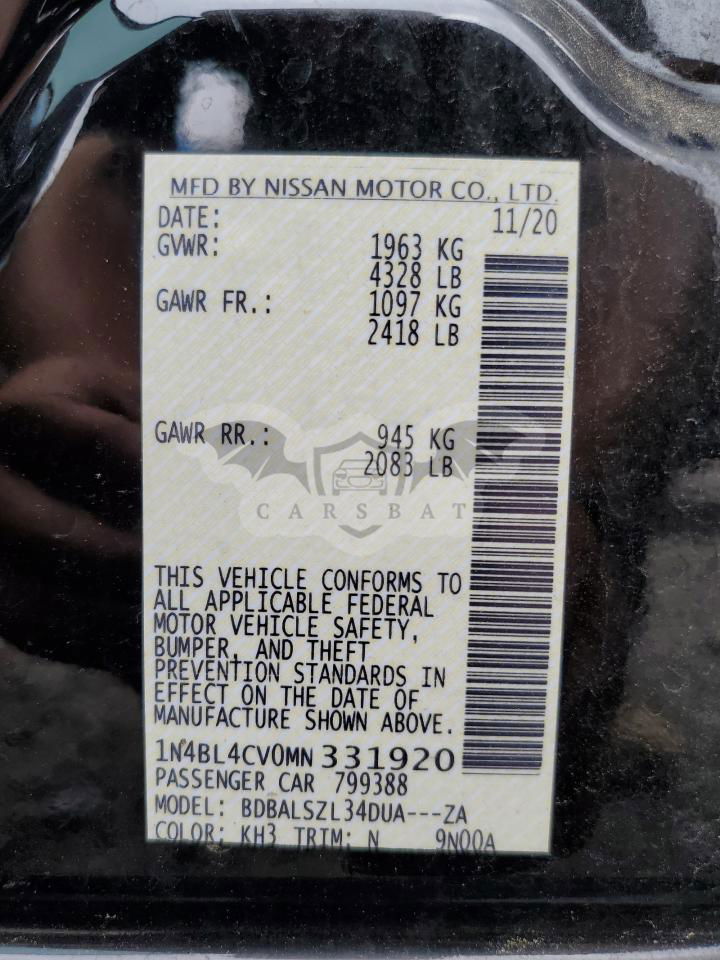 MFD BY NISSAN MOTOR CO., LTD.
DATE: 11/20
GVWR: 1963 KG
4328 LB
GAWR FR.: 1097 KG
2418 LB
GAWR RR.: 945 KG
2083 LB
CARSBAT
THIS VEHICLE CONFORMS TO
ALL APPLICABLE FEDERAL
MOTOR VEHICLE SAFETY,
BUMPER, AND THEFT
PREVENTION STANDARDS IN
EFFECT ON THE DATE OF
MANUFACTURE SHOWN ABOVE.
1N4BL4CV0MN 331920
PASSENGER CAR 799388
MODEL: BDBALSZL34DUA---ZA
COLOR: KH3 TRIM: N 9N00A